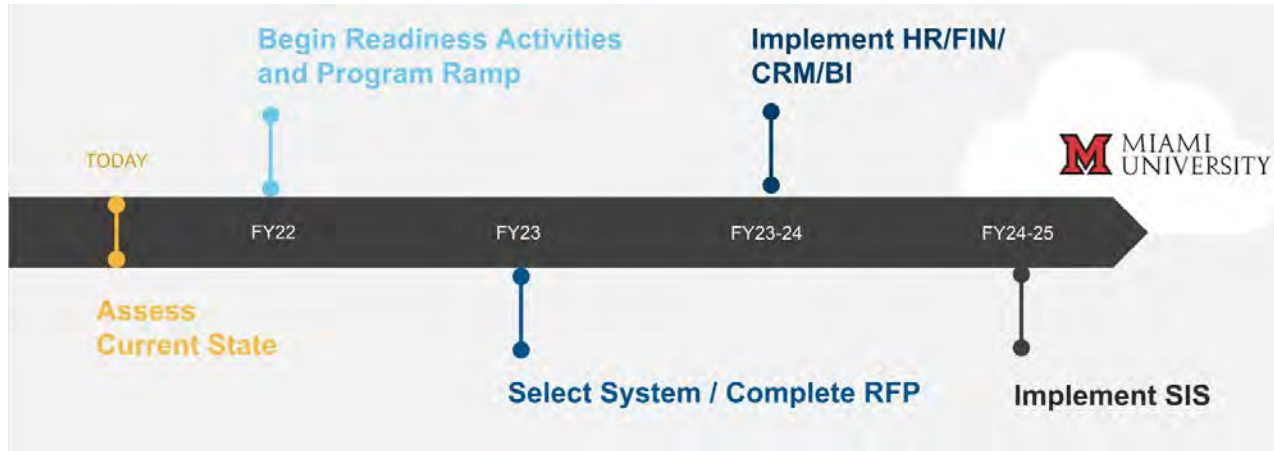 Begin Readiness Activities
and Program Ramp
Implement HR/FIN/
CRM/BI
TODAY
M MIAMI
UNIVERSITY
FY22
FY23
FY23-24
FY24-25
Assess
Current State
Select System / Complete RFP
Implement SIS